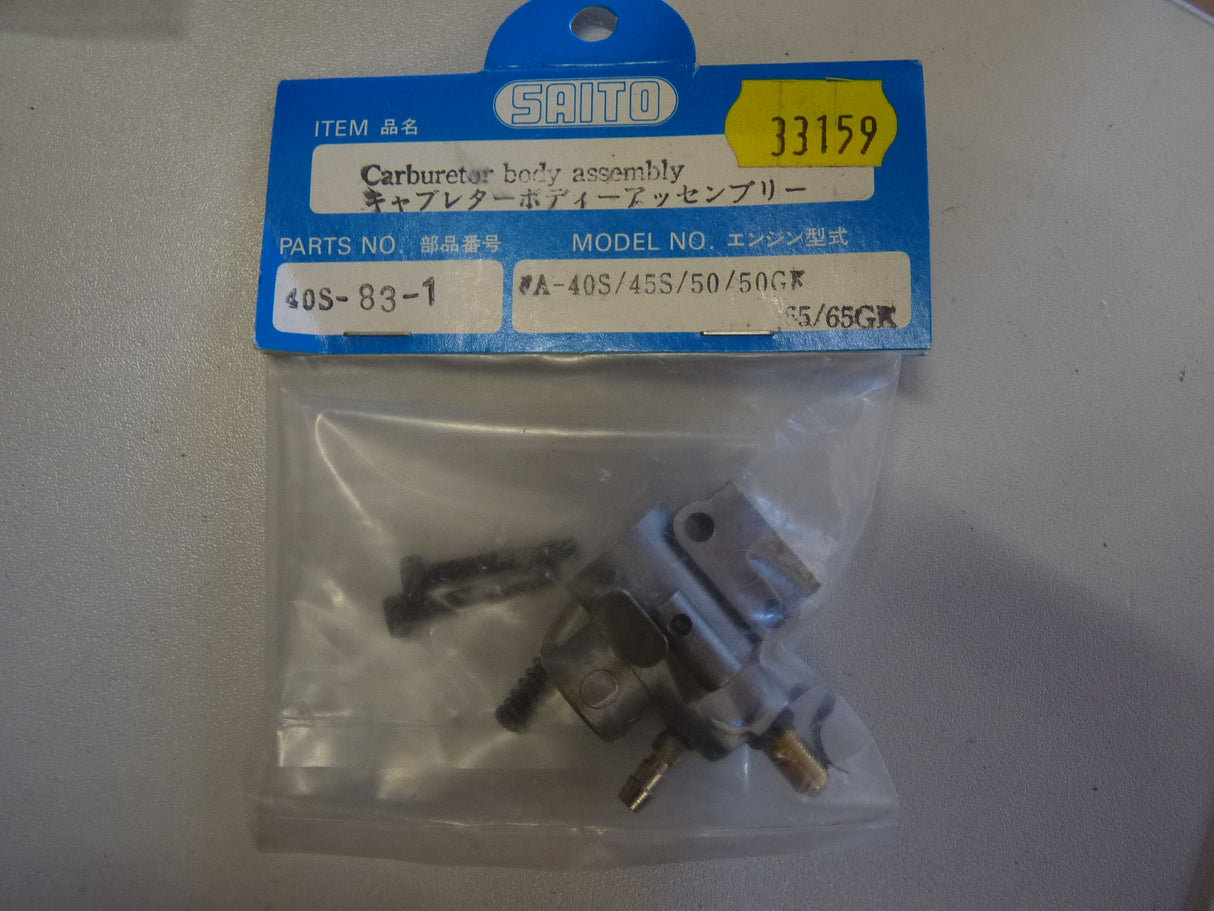 SAITO
33159
ITEM 品名
Carburetor body assembly
キャブレターボディーアッセンブリー
PARTS NO. 部品番号
MODEL NO. エンジン型式
40S-83-1
FA-40S/45S/50/50GK
65/65GK